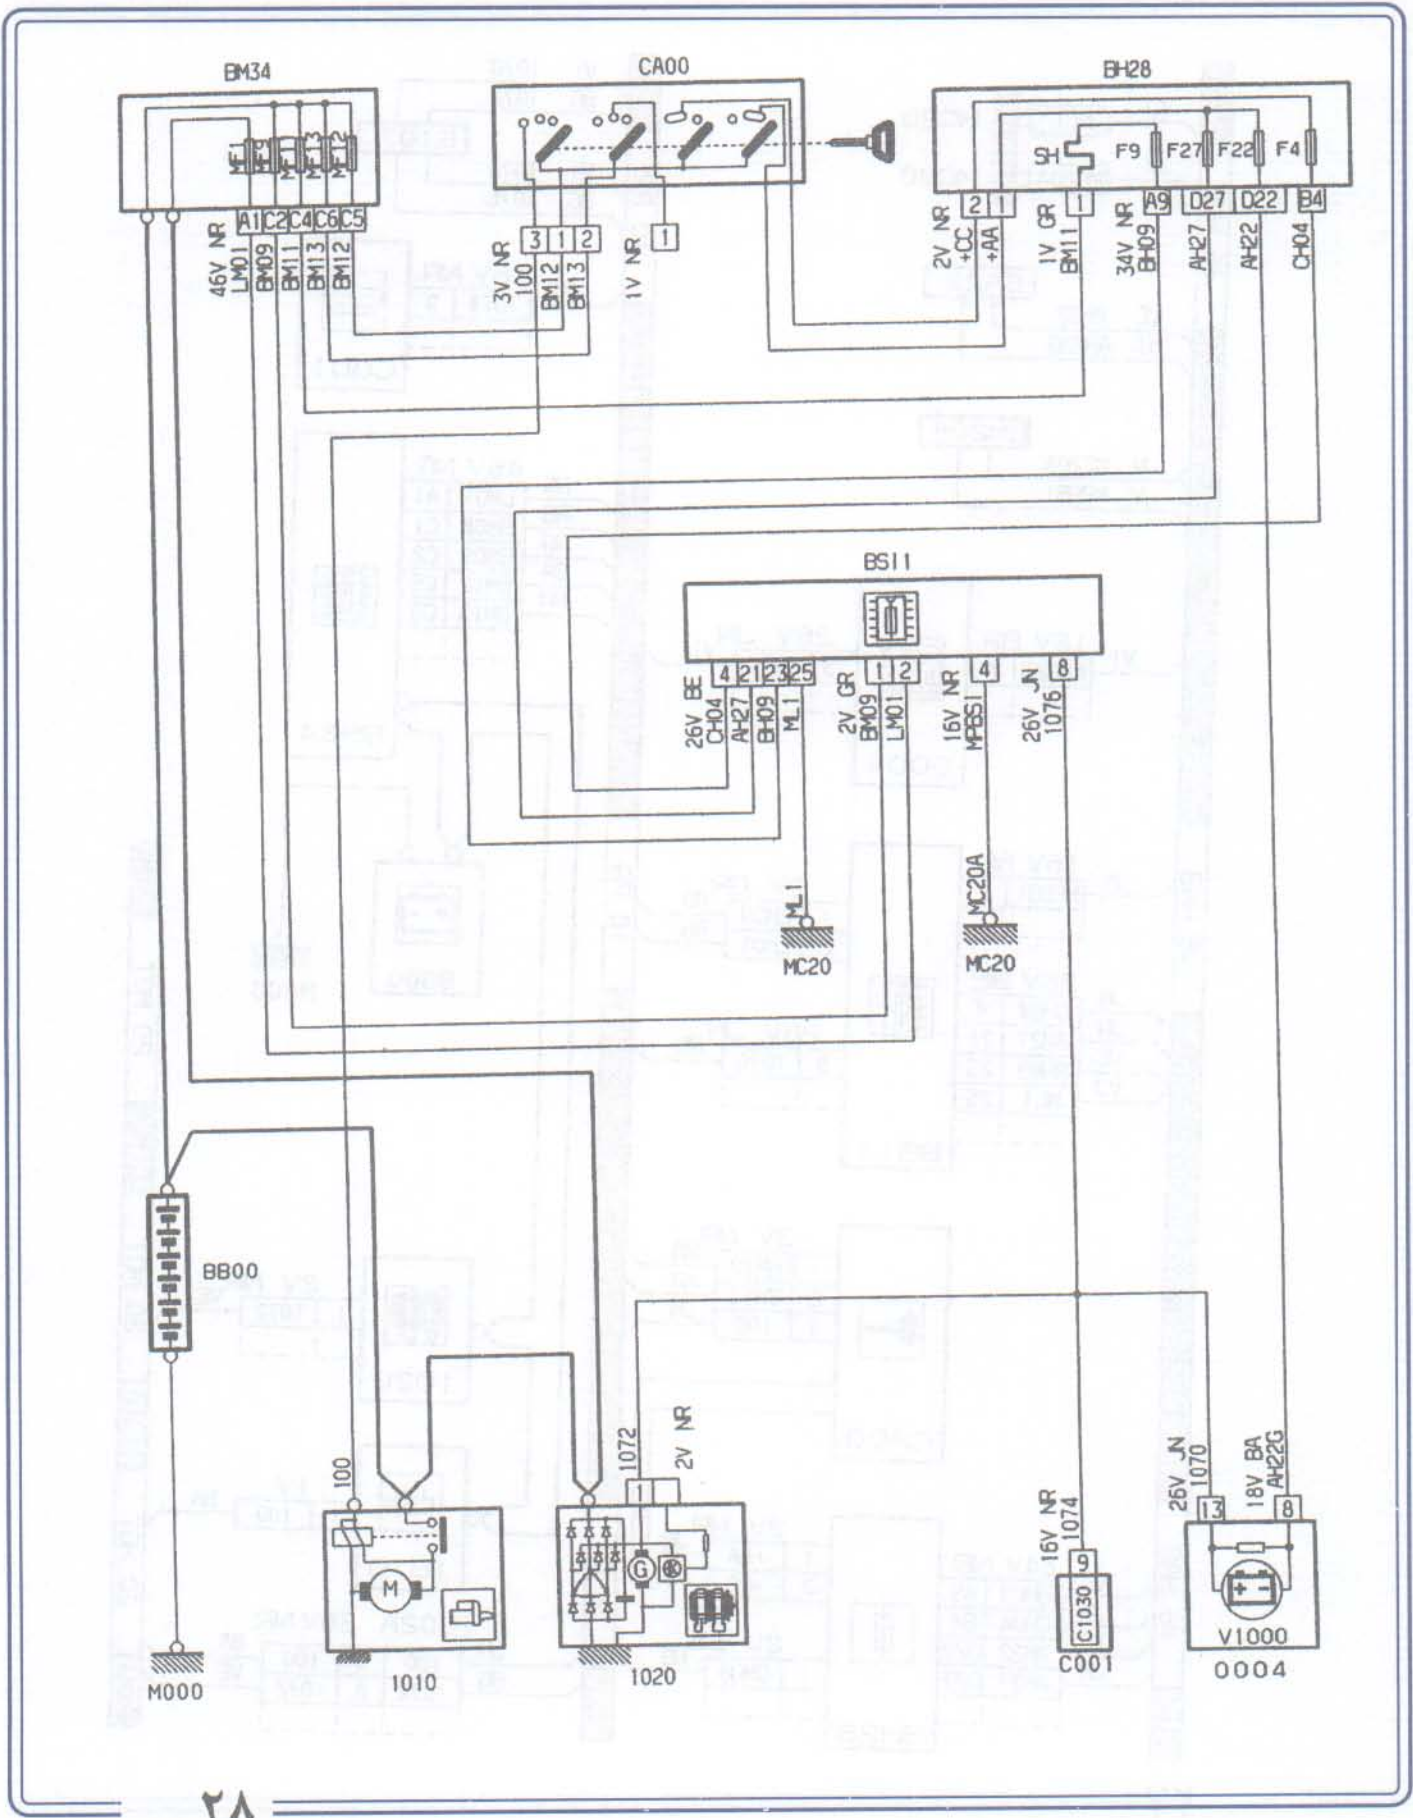 BM34
CA00
BH28
MF1
MF9
MF11
MF13
MF12
SH
F9
F27
F22
F4
A1 C2 C4 C6 C5
46V NR
LM01
BM09
BM11
BM13
BM12
3 1 2
3V NR
100
BM12
BM13
1
1V NR
2 1
2V NR
+CC
+AA
1
1V GR
BM11
A9 D27 D22 B4
34V NR
BH09
AH27
AH22
CH04
BSI1
4 21 23 25
26V BE
CH04
AH27
BH09
ML1
1 2
2V GR
BM09
LM01
4
16V NR
MPBSI
8
26V JN
1076
ML1
MC20
MC20A
MC20
BB00
M000
100
M
1010
1072
1
2V NR
G
1020
16V NR
1074
9
C1030
C001
26V JN
1070
13
18V BA
AH22G
8
+ -
V1000
0004
۲۸